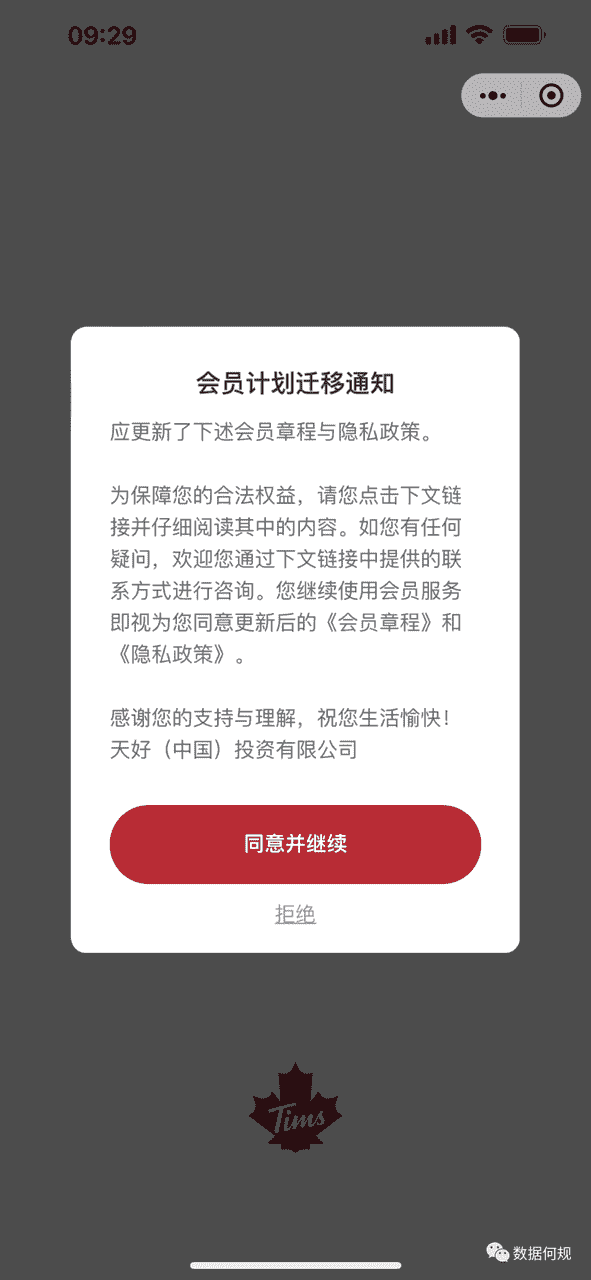 09:29
会员计划迁移通知
应更新了下述会员章程与隐私政策。
为保障您的合法权益，请您点击下文链
接并仔细阅读其中的内容。如您有任何
疑问，欢迎您通过下文链接中提供的联
系方式进行咨询。您继续使用会员服务
即视为您同意更新后的《会员章程》和
《隐私政策》。
感谢您的支持与理解，祝您生活愉快！
天好（中国）投资有限公司
同意并继续
拒绝
Tims
数据何规